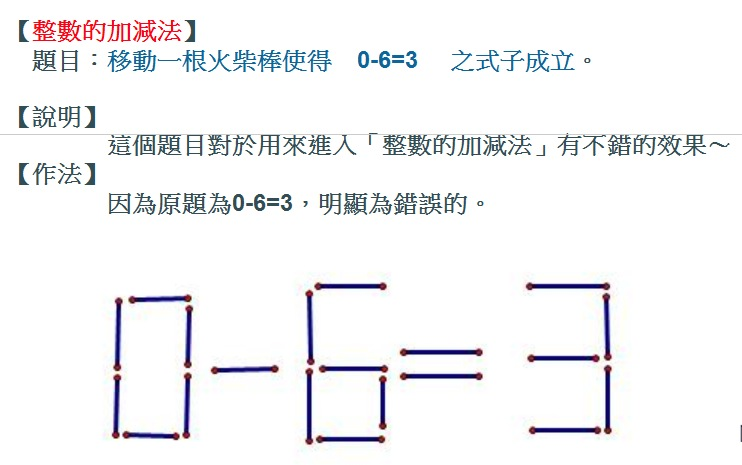 【整數的加減法】
題目：移動一根火柴棒使得 0-6=3 之式子成立。
【說明】
這個題目對於用來進入「整數的加減法」有不錯的效果～
【作法】
因為原題為0-6=3，明顯為錯誤的。
0-6=3